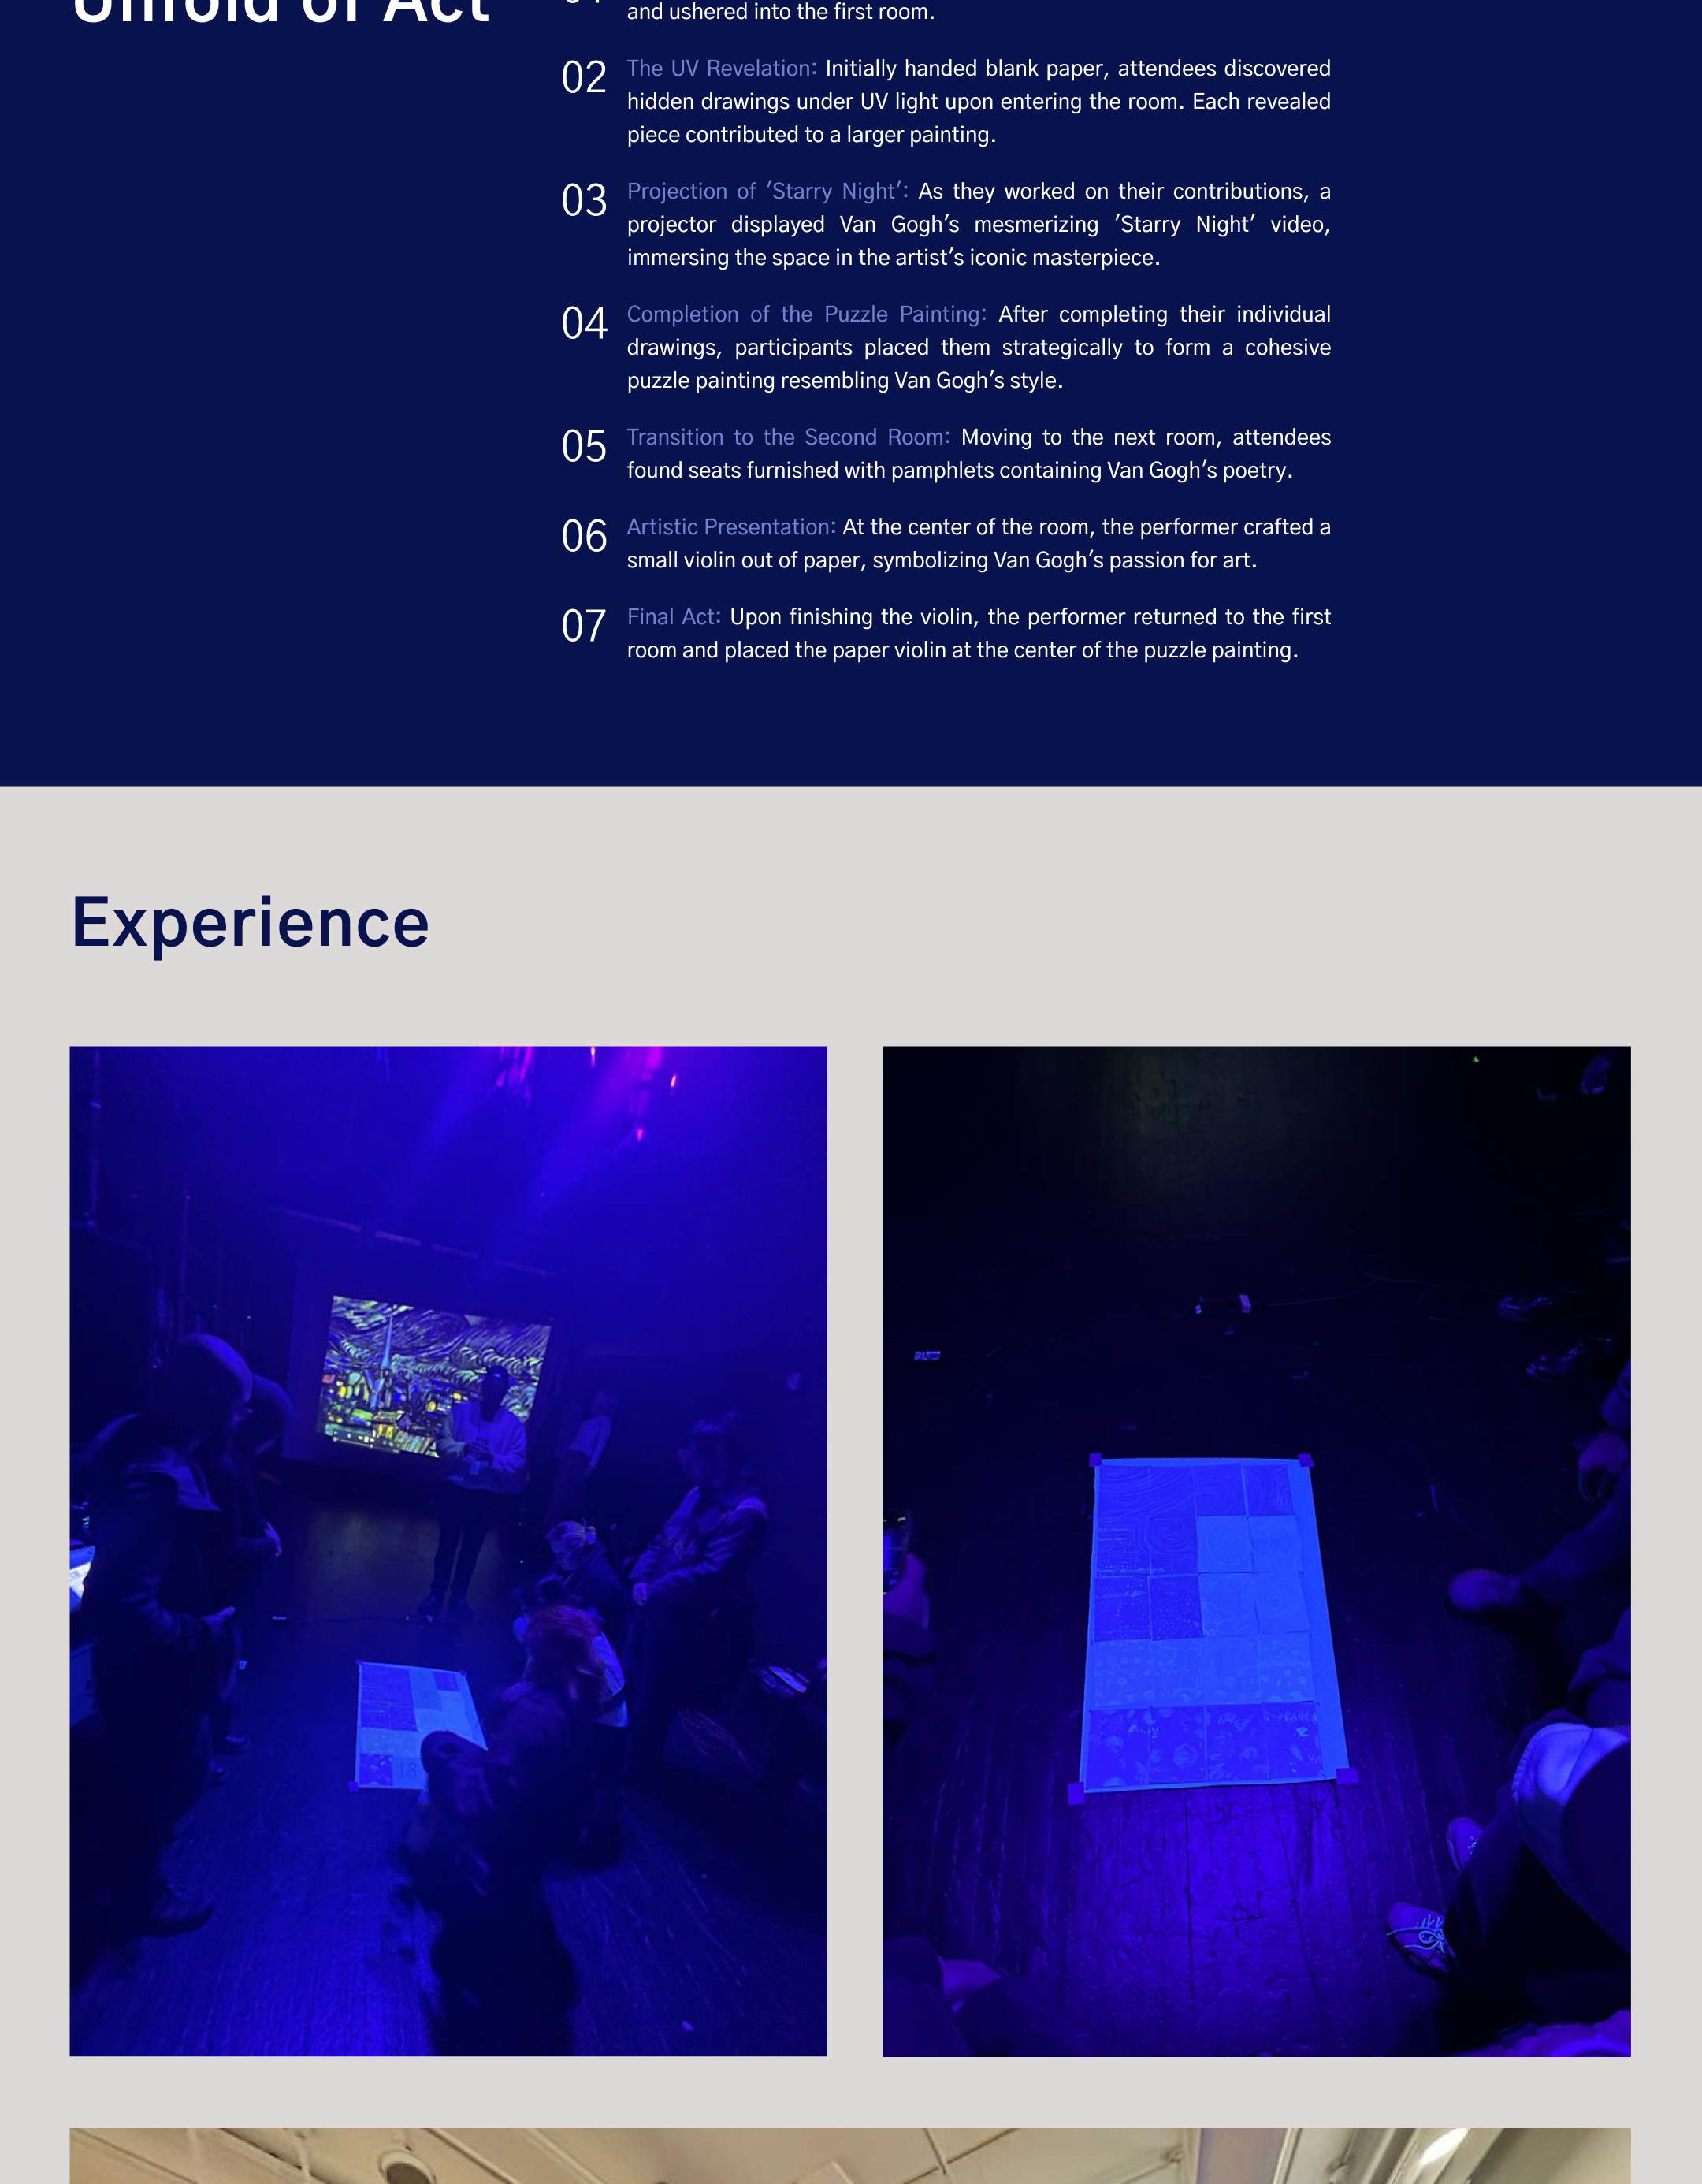 Unfold of Act
01
and ushered into the first room.
02
The UV Revelation: Initially handed blank paper, attendees discovered
hidden drawings under UV light upon entering the room. Each revealed
piece contributed to a larger painting.
03
Projection of 'Starry Night': As they worked on their contributions, a
projector displayed Van Gogh's mesmerizing 'Starry Night' video,
immersing the space in the artist's iconic masterpiece.
04
Completion of the Puzzle Painting: After completing their individual
drawings, participants placed them strategically to form a cohesive
puzzle painting resembling Van Gogh's style.
05
Transition to the Second Room: Moving to the next room, attendees
found seats furnished with pamphlets containing Van Gogh's poetry.
06
Artistic Presentation: At the center of the room, the performer crafted a
small violin out of paper, symbolizing Van Gogh's passion for art.
07
Final Act: Upon finishing the violin, the performer returned to the first
room and placed the paper violin at the center of the puzzle painting.
Experience
18